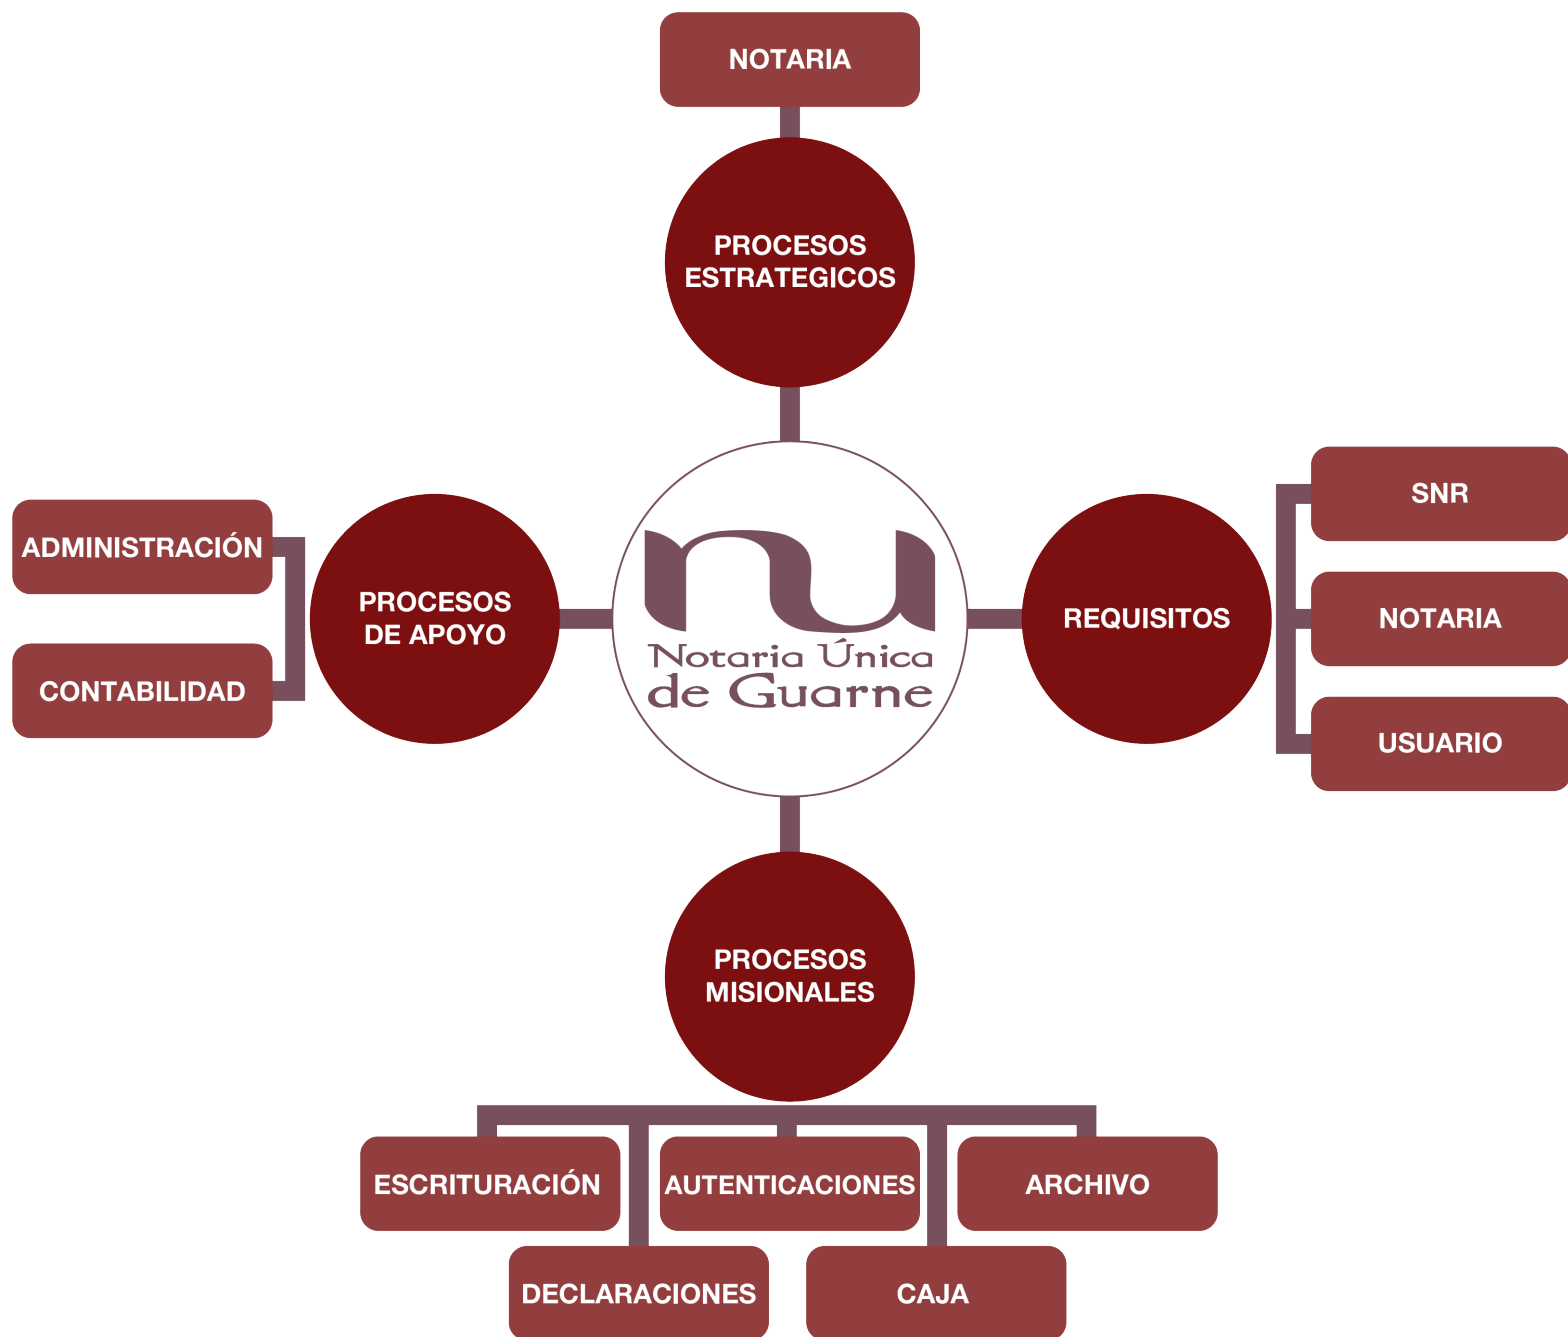 NOTARIA
PROCESOS
ESTRATEGICOS
ADMINISTRACIÓN
CONTABILIDAD
PROCESOS
DE APOYO
nu
Notaria Única
de Guarne
REQUISITOS
SNR
NOTARIA
USUARIO
PROCESOS
MISIONALES
ESCRITURACIÓN
AUTENTICACIONES
ARCHIVO
DECLARACIONES
CAJA